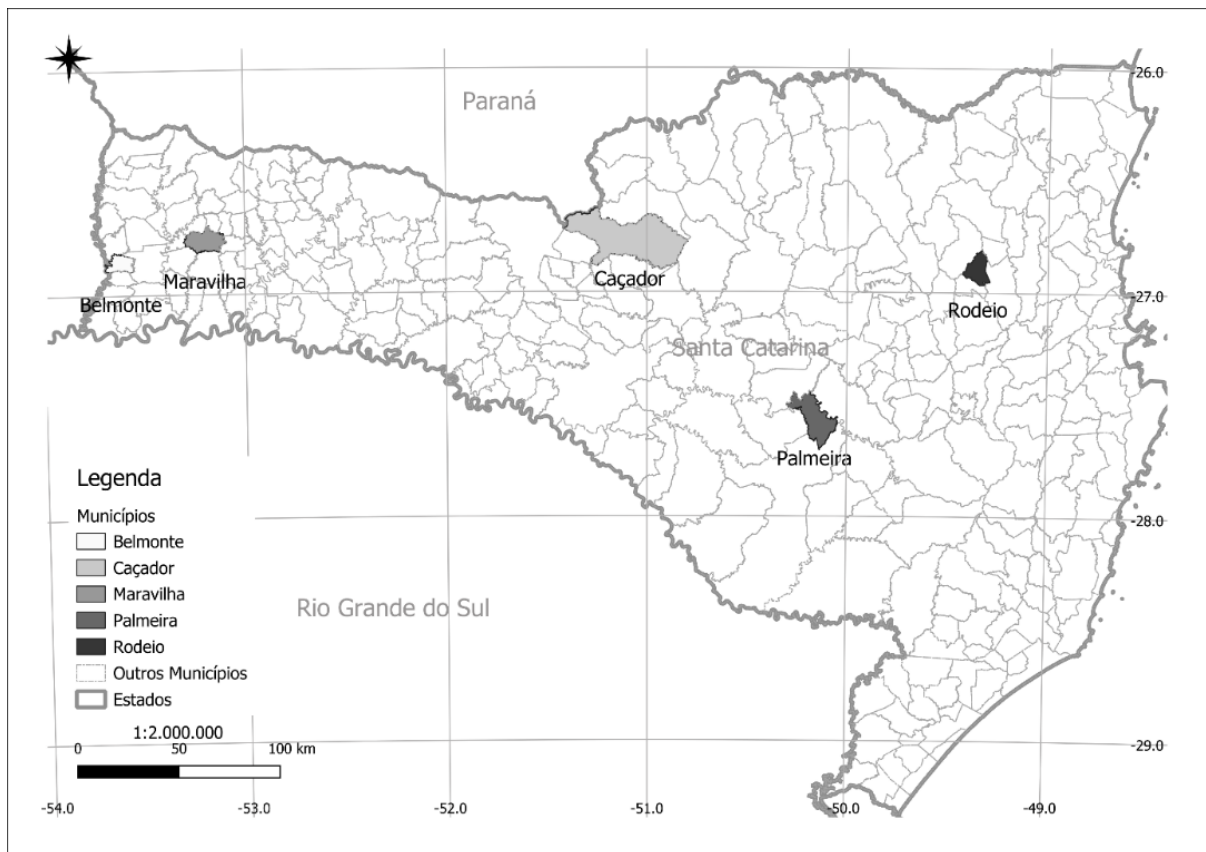 Paraná
-26.0
Maravilha
Caçador
Belmonte
-27.0
Rodeio
Santa Catarina
Palmeira
Legenda
Municípios
Belmonte
Caçador
Maravilha
Palmeira
Rodeio
Outros Municípios
Estados
-28.0
Rio Grande do Sul
1:2.000.000
0 50 100 km
-29.0
-54.0 -53.0 -52.0 -51.0 -50.0 -49.0